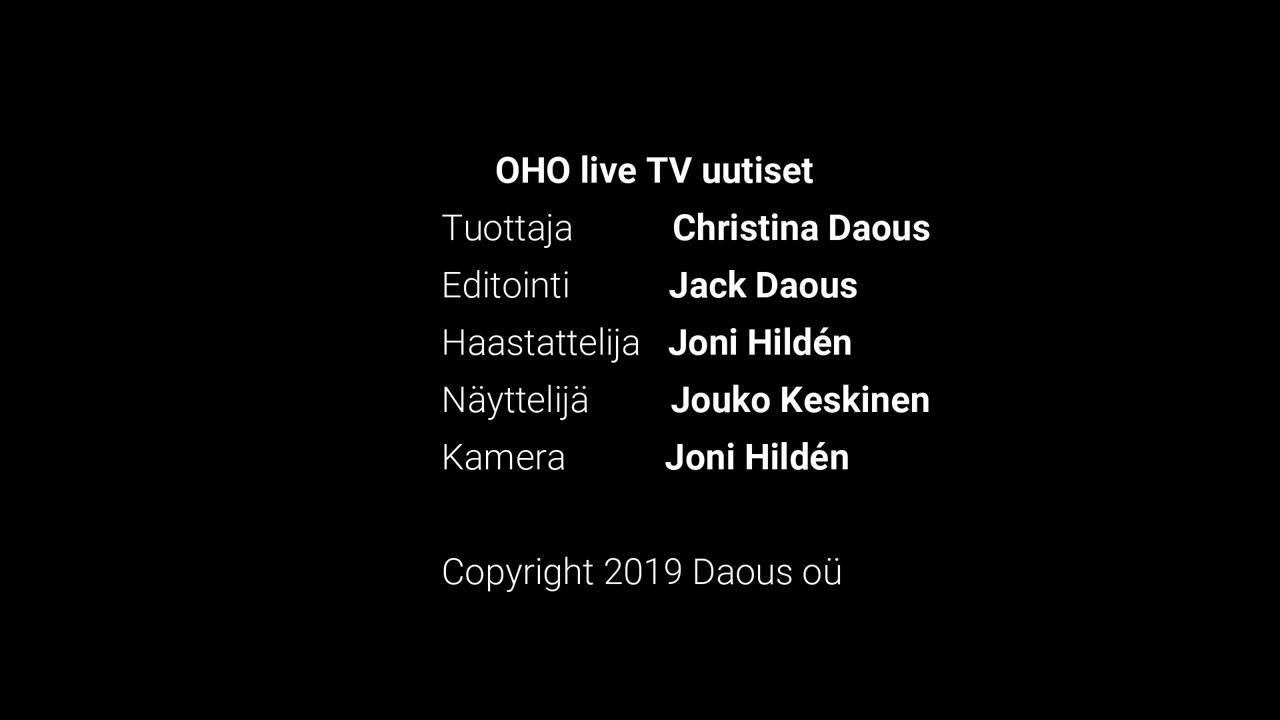 OHO live TV uutiset
Tuottaja Christina Daous
Editointi Jack Daous
Haastattelija Joni Hildén
Näyttelijä Jouko Keskinen
Kamera Joni Hildén
Copyright 2019 Daous oü